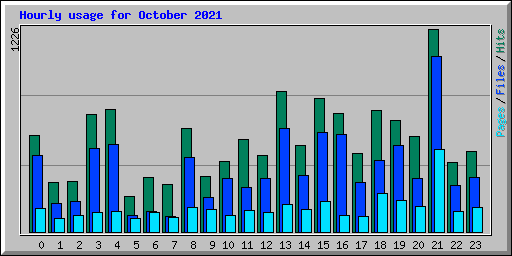 Hourly usage for October 2021
1226
Pages/Files/Hits
0 1 2 3 4 5 6 7 8 9 10 11 12 13 14 15 16 17 18 19 20 21 22 23